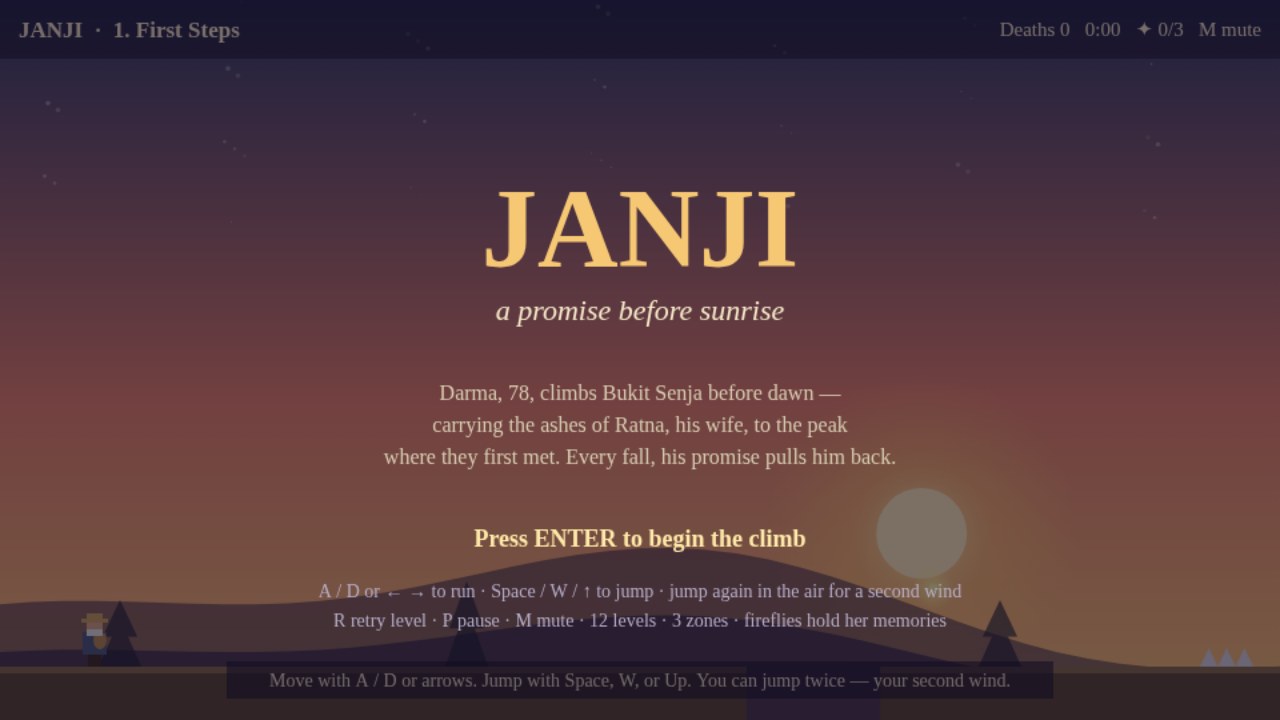 JANJI · 1. First Steps
Deaths 0 0:00 ✦ 0/3 M mute
JANJI
a promise before sunrise
Darma, 78, climbs Bukit Senja before dawn —
carrying the ashes of Ratna, his wife, to the peak
where they first met. Every fall, his promise pulls him back.
Press ENTER to begin the climb
A / D or ← → to run · Space / W / ↑ to jump · jump again in the air for a second wind
R retry level · P pause · M mute · 12 levels · 3 zones · fireflies hold her memories
Move with A / D or arrows. Jump with Space, W, or Up. You can jump twice — your second wind.